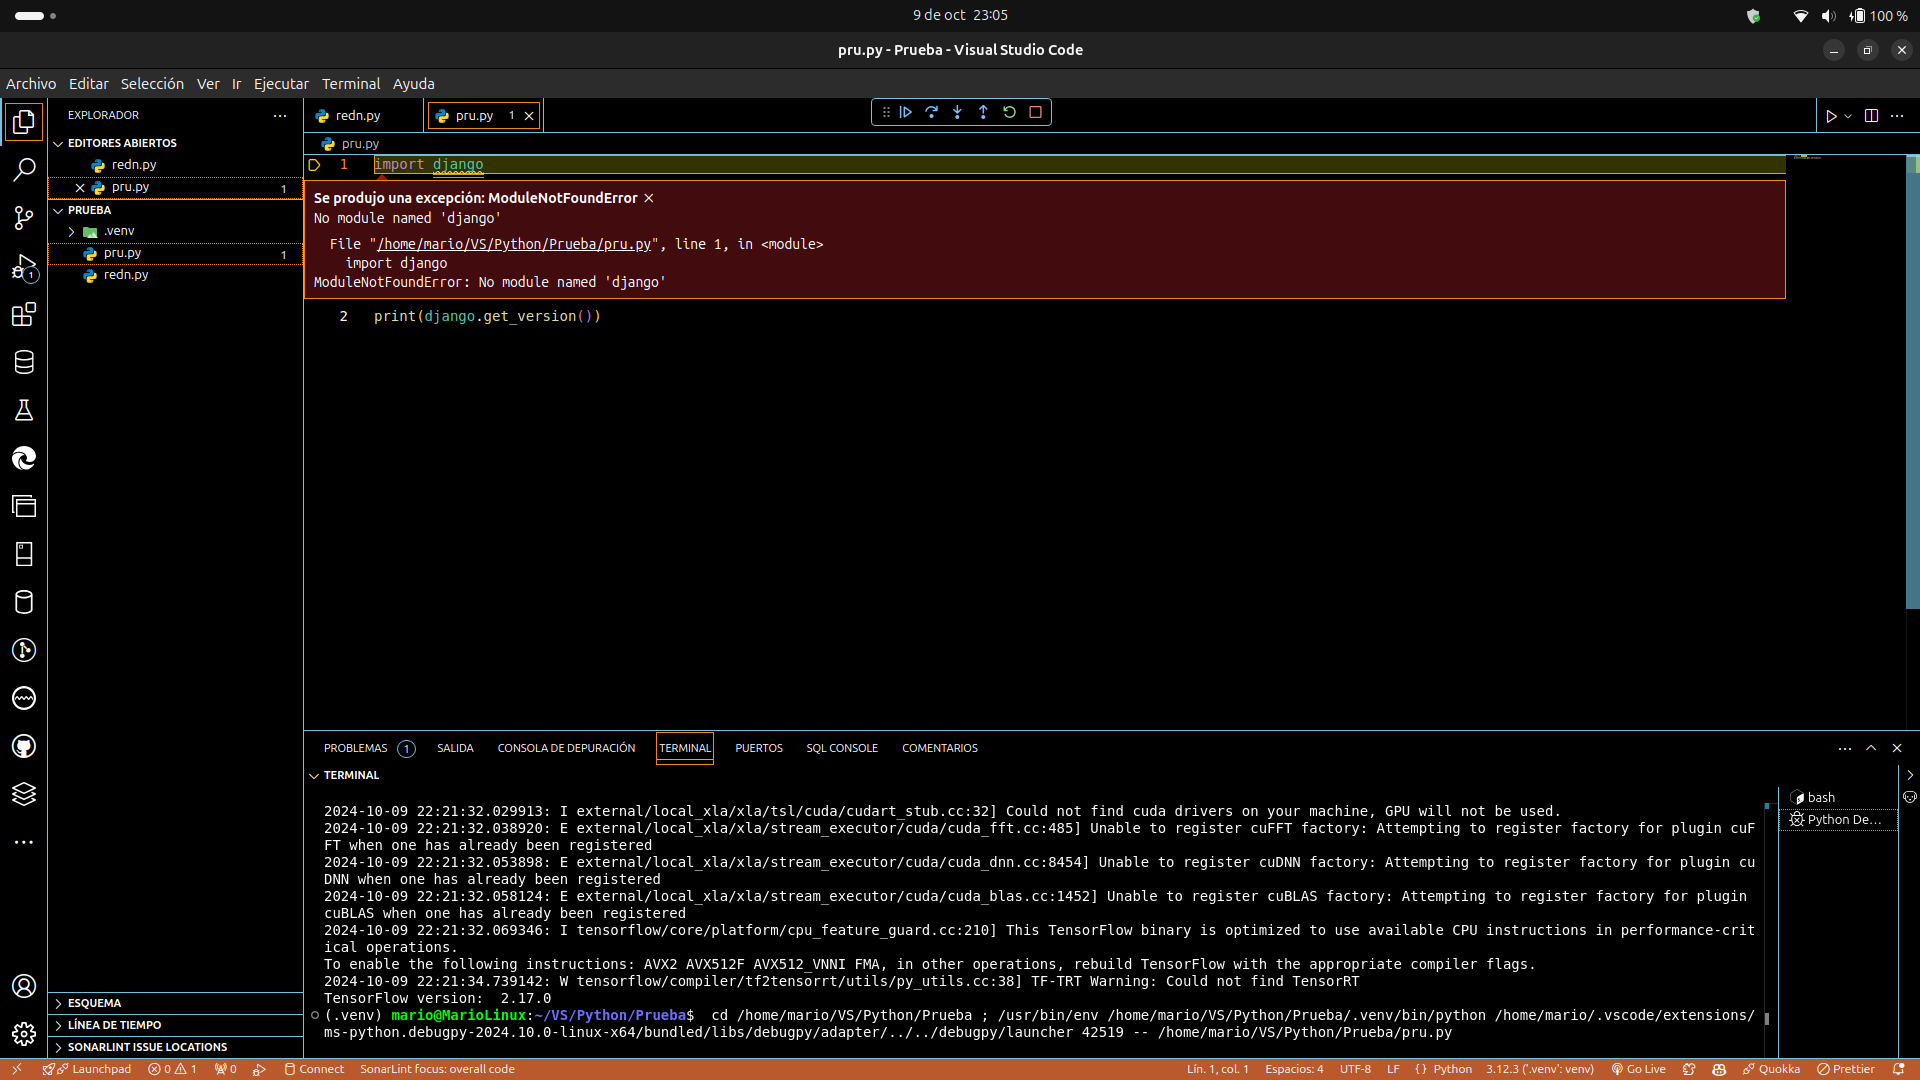 9 de oct 23:05
100 %
pru.py - Prueba - Visual Studio Code
Archivo Editar Selección Ver Ir Ejecutar Terminal Ayuda
EXPLORADOR
EDITORES ABIERTOS
redn.py
pru.py 1
PRUEBA
.venv
pru.py 1
redn.py
1
ESQUEMA
LÍNEA DE TIEMPO
SONARLINT ISSUE LOCATIONS
redn.py
pru.py 1
pru.py
1 import django
Se produjo una excepción: ModuleNotFoundError
No module named 'django'
File "/home/mario/VS/Python/Prueba/pru.py", line 1, in <module>
import django
ModuleNotFoundError: No module named 'django'
2 print(django.get_version())
PROBLEMAS 1 SALIDA CONSOLA DE DEPURACIÓN TERMINAL PUERTOS SQL CONSOLE COMENTARIOS
TERMINAL
2024-10-09 22:21:32.029913: I external/local_xla/xla/tsl/cuda/cudart_stub.cc:32] Could not find cuda drivers on your machine, GPU will not be used.
2024-10-09 22:21:32.038920: E external/local_xla/xla/stream_executor/cuda/cuda_fft.cc:485] Unable to register cuFFT factory: Attempting to register factory for plugin cuF
FT when one has already been registered
2024-10-09 22:21:32.053898: E external/local_xla/xla/stream_executor/cuda/cuda_dnn.cc:8454] Unable to register cuDNN factory: Attempting to register factory for plugin cu
DNN when one has already been registered
2024-10-09 22:21:32.058124: E external/local_xla/xla/stream_executor/cuda/cuda_blas.cc:1452] Unable to register cuBLAS factory: Attempting to register factory for plugin
cuBLAS when one has already been registered
2024-10-09 22:21:32.069346: I tensorflow/core/platform/cpu_feature_guard.cc:210] This TensorFlow binary is optimized to use available CPU instructions in performance-crit
ical operations.
To enable the following instructions: AVX2 AVX512F AVX512_VNNI FMA, in other operations, rebuild TensorFlow with the appropriate compiler flags.
2024-10-09 22:21:34.739142: W tensorflow/compiler/tf2tensorrt/utils/py_utils.cc:38] TF-TRT Warning: Could not find TensorRT
TensorFlow version:  2.17.0
(.venv) mario@MarioLinux:~/VS/Python/Prueba$  cd /home/mario/VS/Python/Prueba ; /usr/bin/env /home/mario/VS/Python/Prueba/.venv/bin/python /home/mario/.vscode/extensions/
ms-python.debugpy-2024.10.0-linux-x64/bundled/libs/debugpy/adapter/../../debugpy/launcher 42519 -- /home/mario/VS/Python/Prueba/pru.py
bash
Python De...
Launchpad 0 1 0 Connect SonarLint focus: overall code Lín. 1, col. 1 Espacios: 4 UTF-8 LF {} Python 3.12.3 ('.venv': venv) Go Live Quokka Prettier